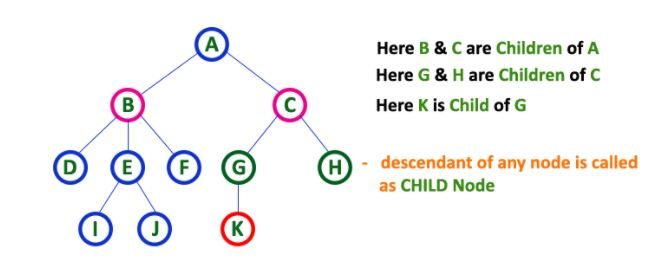 A
Here B & C are Children of A
Here G & H are Children of C
B
C
Here K is Child of G
D
E
F
G
H
- descendant of any node is called
as CHILD Node
I
J
K